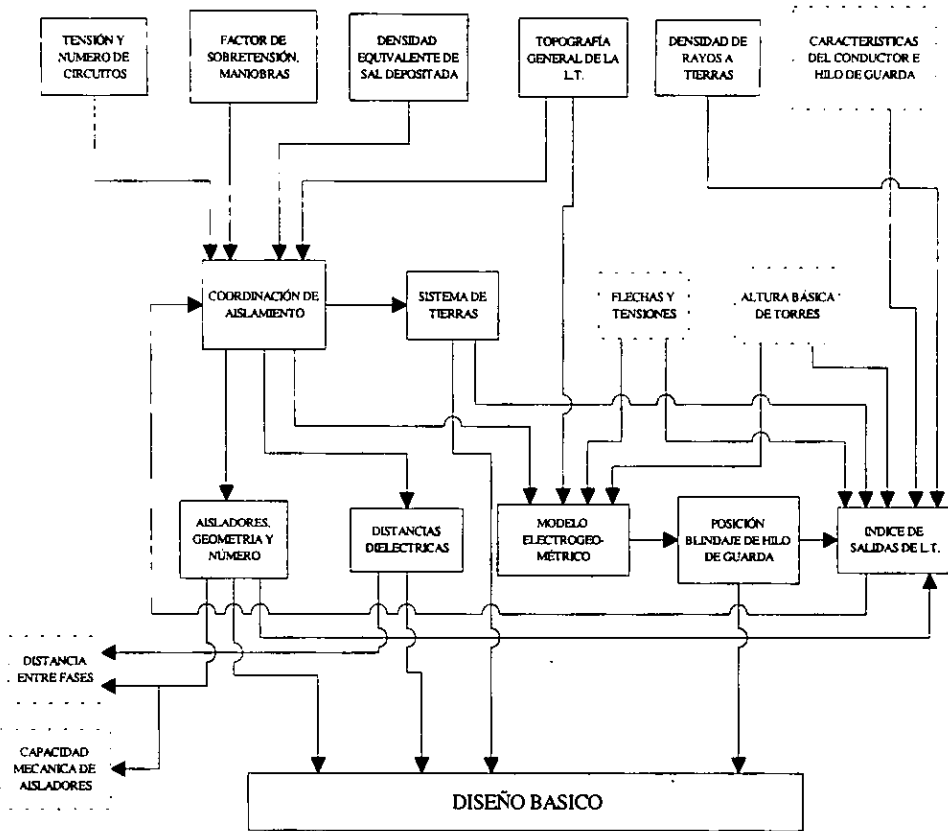 TENSIÓN Y
NUMERO DE
CIRCUITOS
FACTOR DE
SOBRETENSIÓN,
MANIOBRAS
DENSIDAD
EQUIVALENTE DE
SAL DEPOSITADA
TOPOGRAFÍA
GENERAL DE LA
L.T.
DENSIDAD DE
RAYOS A
TIERRAS
CARACTERISTICAS
DEL CONDUCTOR E
HILO DE GUARDA
COORDINACIÓN DE
AISLAMIENTO
SISTEMA DE
TIERRAS
FLECHAS Y
TENSIONES
ALTURA BÁSICA
DE TORRES
AISLADORES,
GEOMETRIA Y
NÚMERO
DISTANCIAS
DIELECTRICAS
MODELO
ELECTROGEO-
MÉTRICO
POSICIÓN
BLINDAJE DE HILO
DE GUARDA
INDICE DE
SALIDAS DE L.T.
DISTANCIA
ENTRE FASES
CAPACIDAD
MECANICA DE
AISLADORES
DISEÑO BASICO